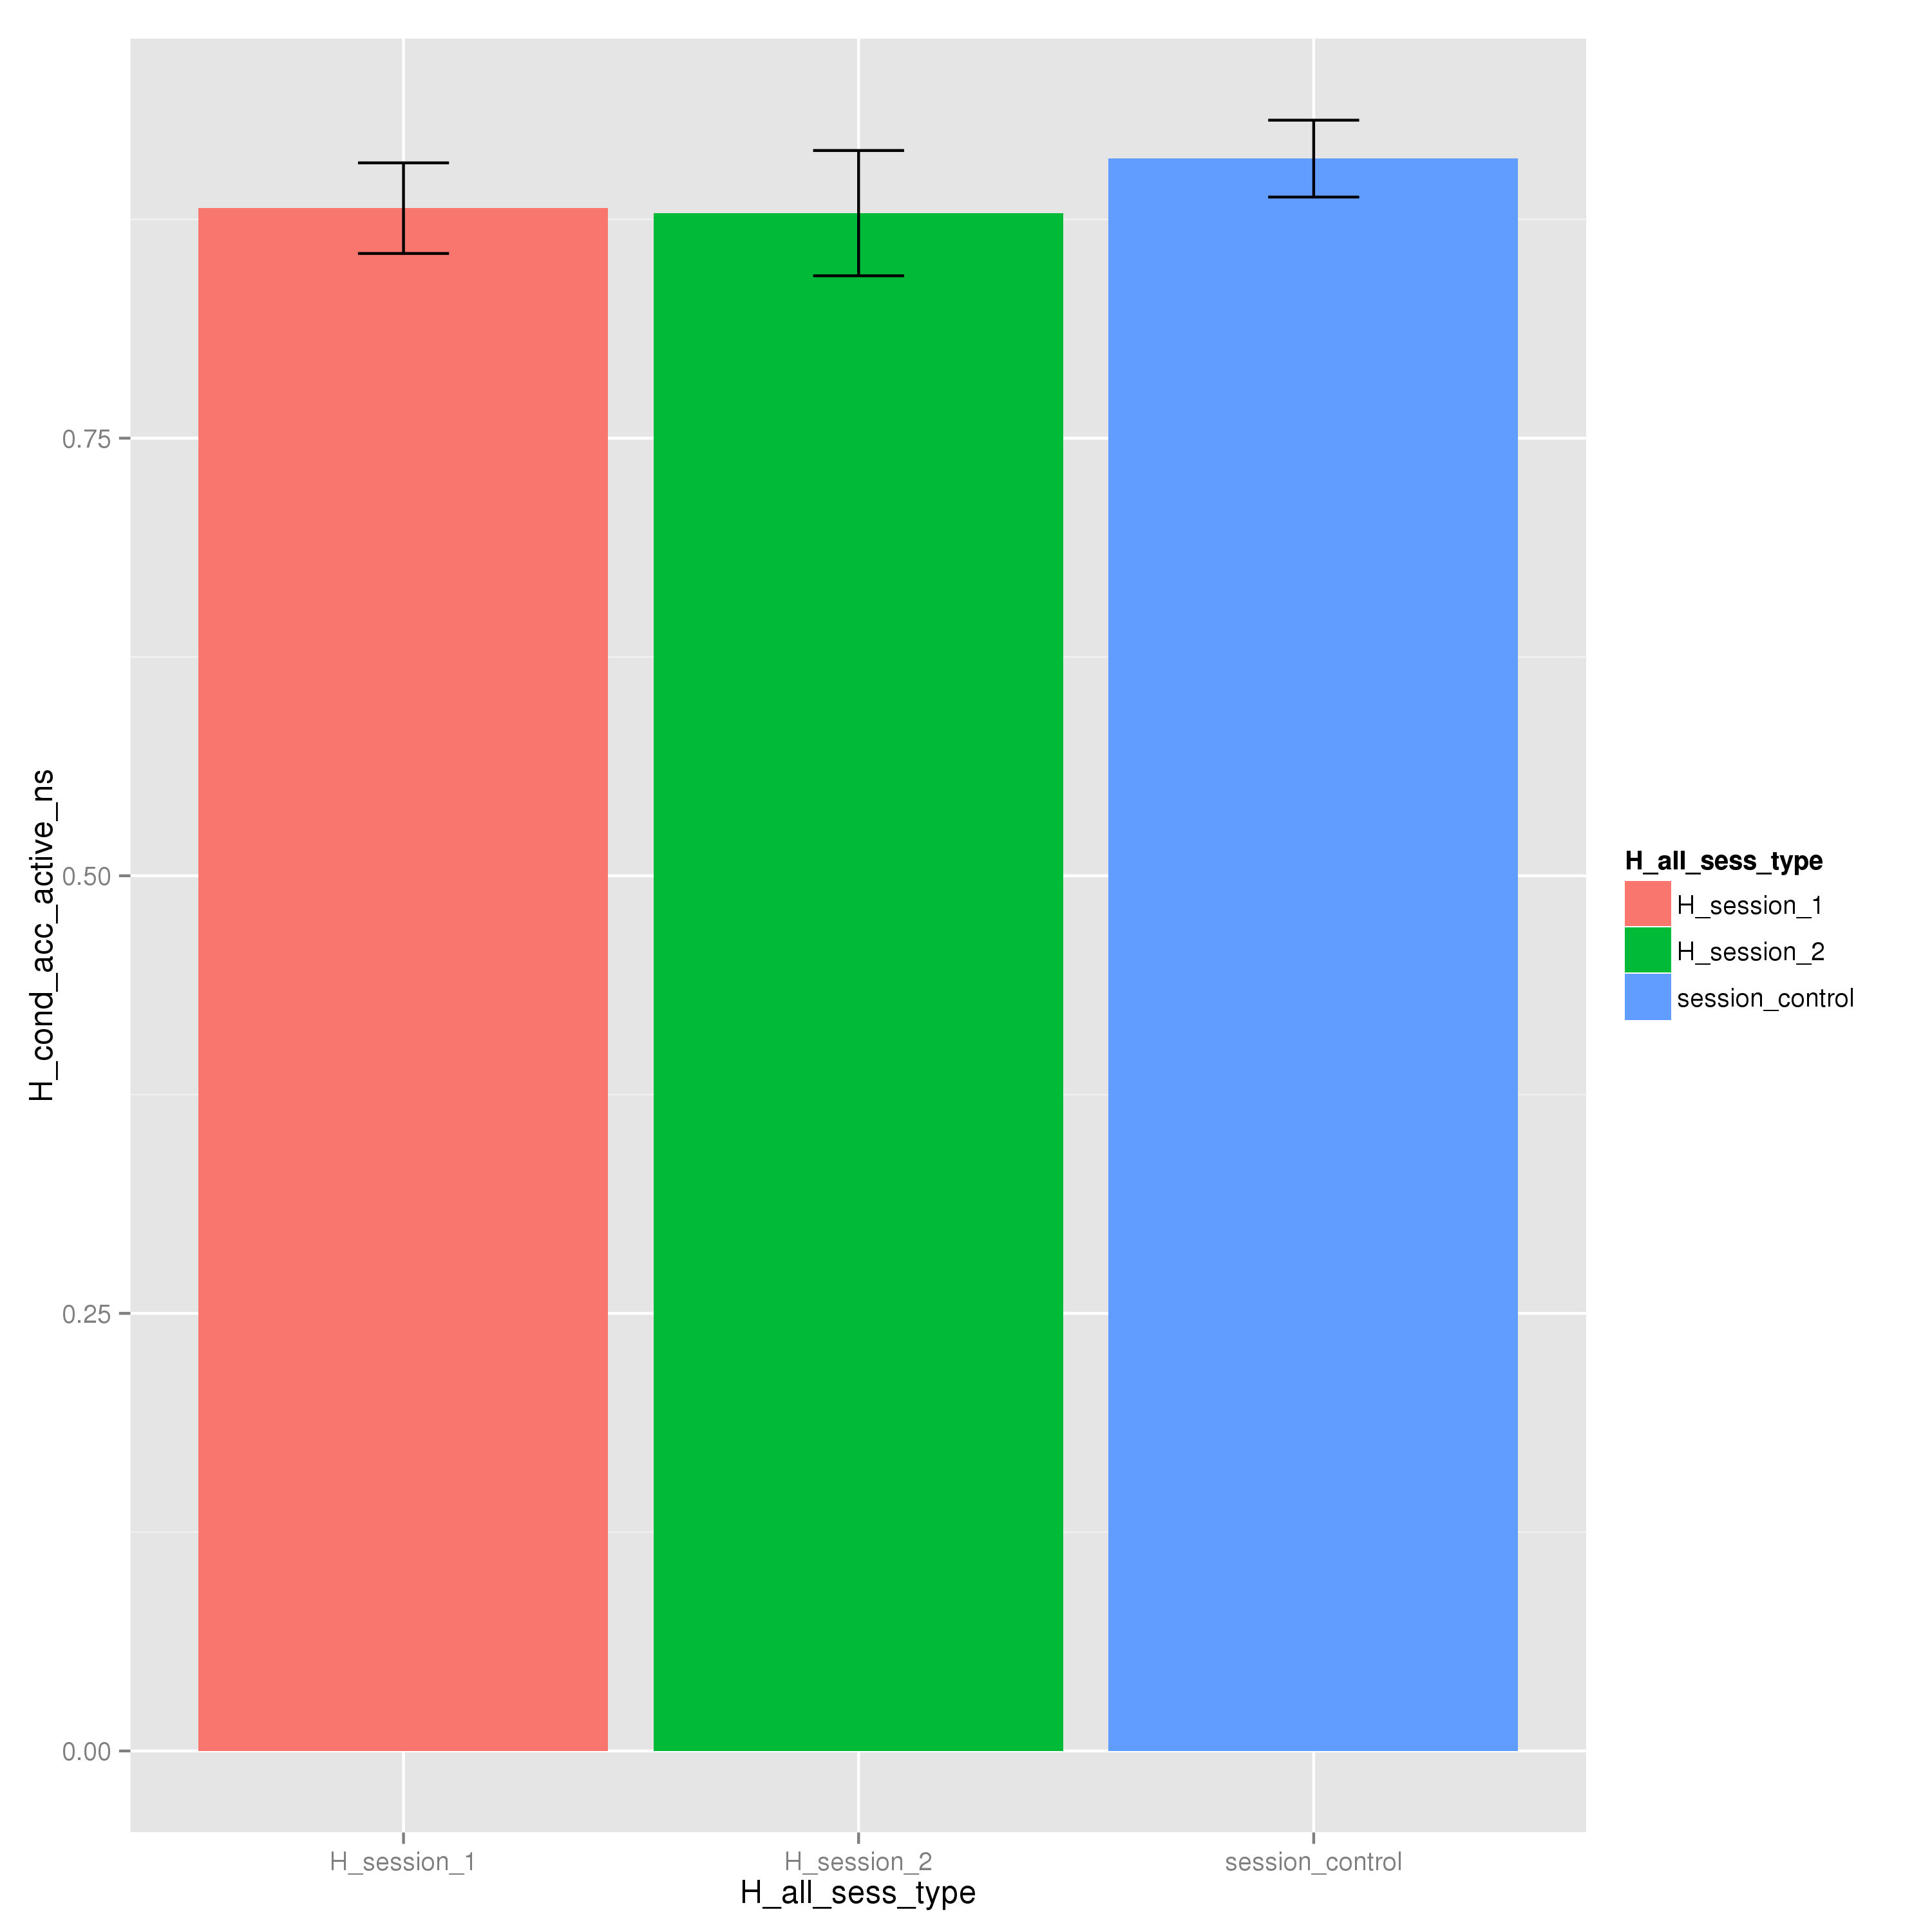 H_cond_acc_active_ns
0.75
0.50
0.25
0.00
H_session_1
H_session_2
session_control
H_all_sess_type
H_all_sess_type
H_session_1
H_session_2
session_control